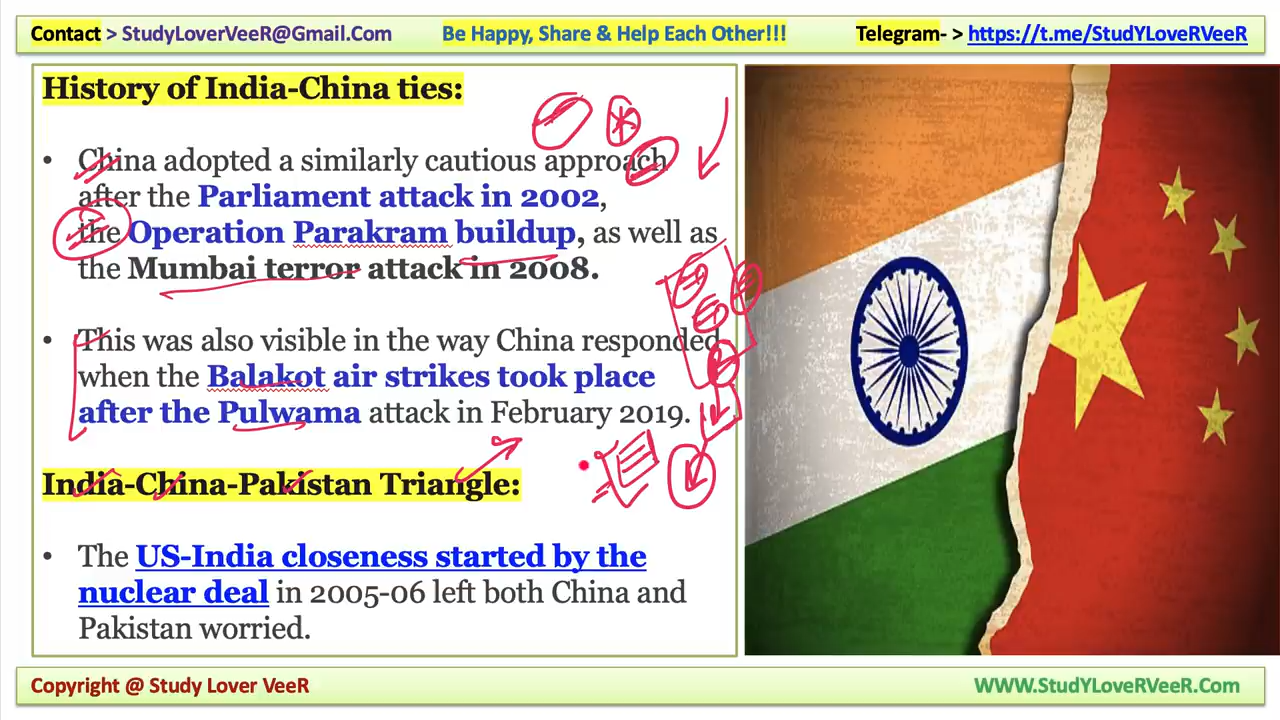 Contact > StudyLoverVeeR@Gmail.Com Be Happy, Share & Help Each Other!!! Telegram- > https://t.me/StudYLoveRVeeR
History of India-China ties:
• China adopted a similarly cautious approach
after the Parliament attack in 2002,
the Operation Parakram buildup, as well as
the Mumbai terror attack in 2008.
• This was also visible in the way China responded
when the Balakot air strikes took place
after the Pulwama attack in February 2019.
India-China-Pakistan Triangle:
• The US-India closeness started by the
nuclear deal in 2005-06 left both China and
Pakistan worried.
Copyright @ Study Lover VeeR WWW.StudYLoveRVeeR.Com